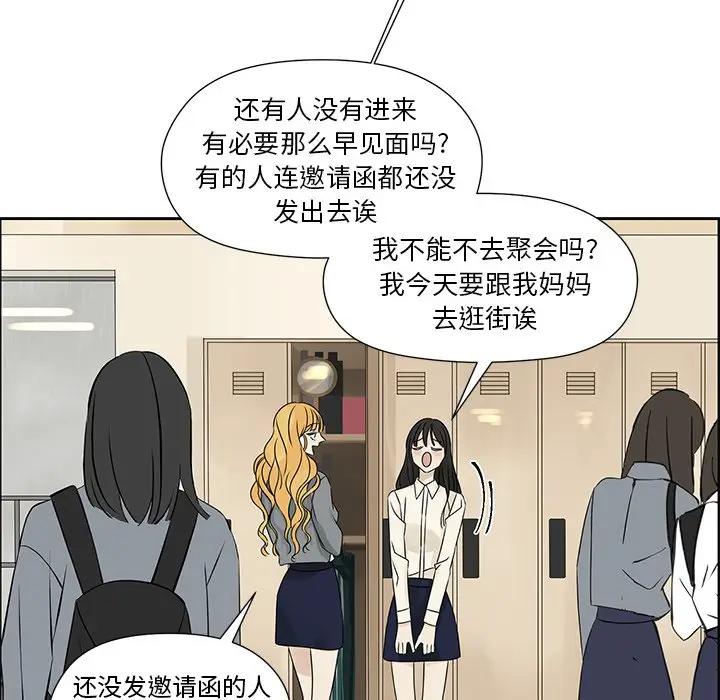 还有人没有进来
有必要那么早见面吗?
有的人连邀请函都还没
发出去诶
我不能不去聚会吗?
我今天要跟我妈妈
去逛街诶
还没发邀请函的人